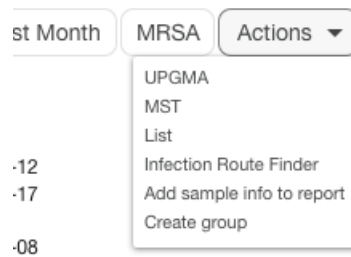 st Month MRSA Actions
UPGMA
MST
List
-12 Infection Route Finder
-17 Add sample info to report
Create group
-08